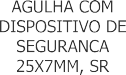 AGULHA COM
DISPOSITIVO DE
SEGURANCA
25X7MM, SR